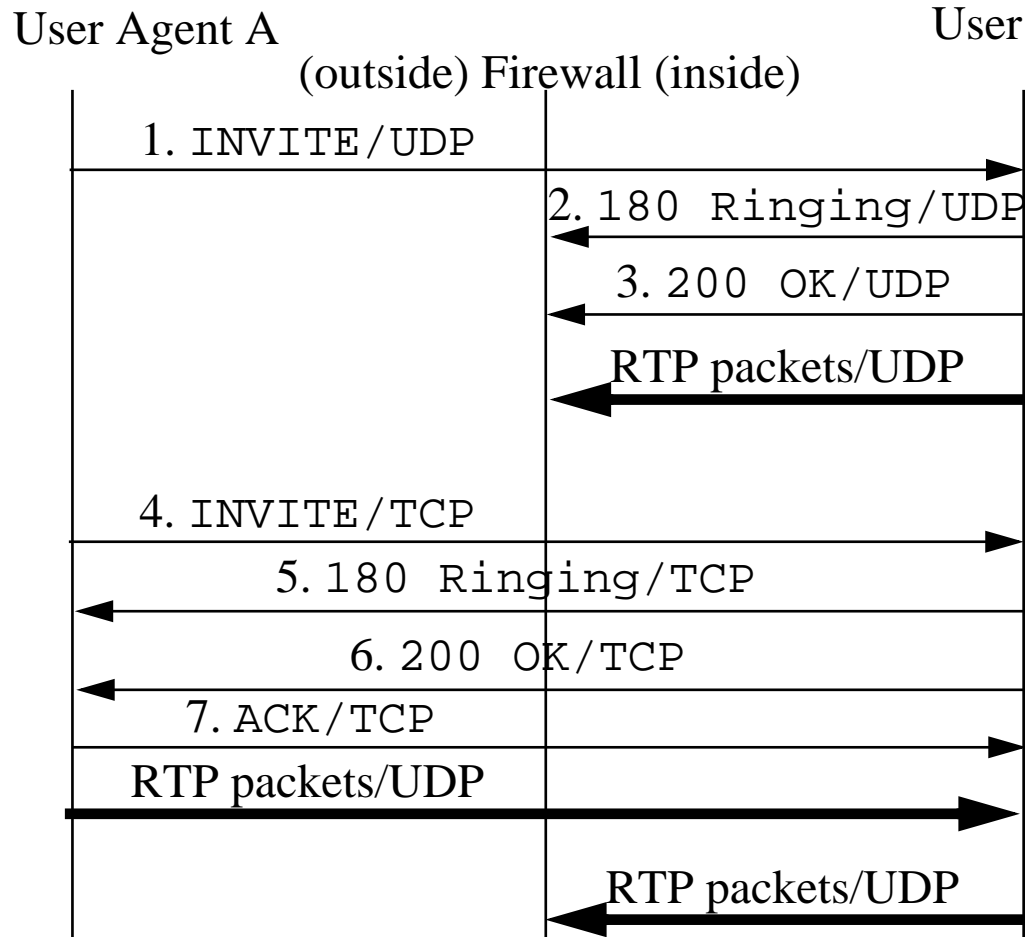 User Agent A
User
(outside) Firewall (inside)
1. INVITE/UDP
2. 180 Ringing/UDP
3. 200 OK/UDP
RTP packets/UDP
4. INVITE/TCP
5. 180 Ringing/TCP
6. 200 OK/TCP
7. ACK/TCP
RTP packets/UDP
RTP packets/UDP